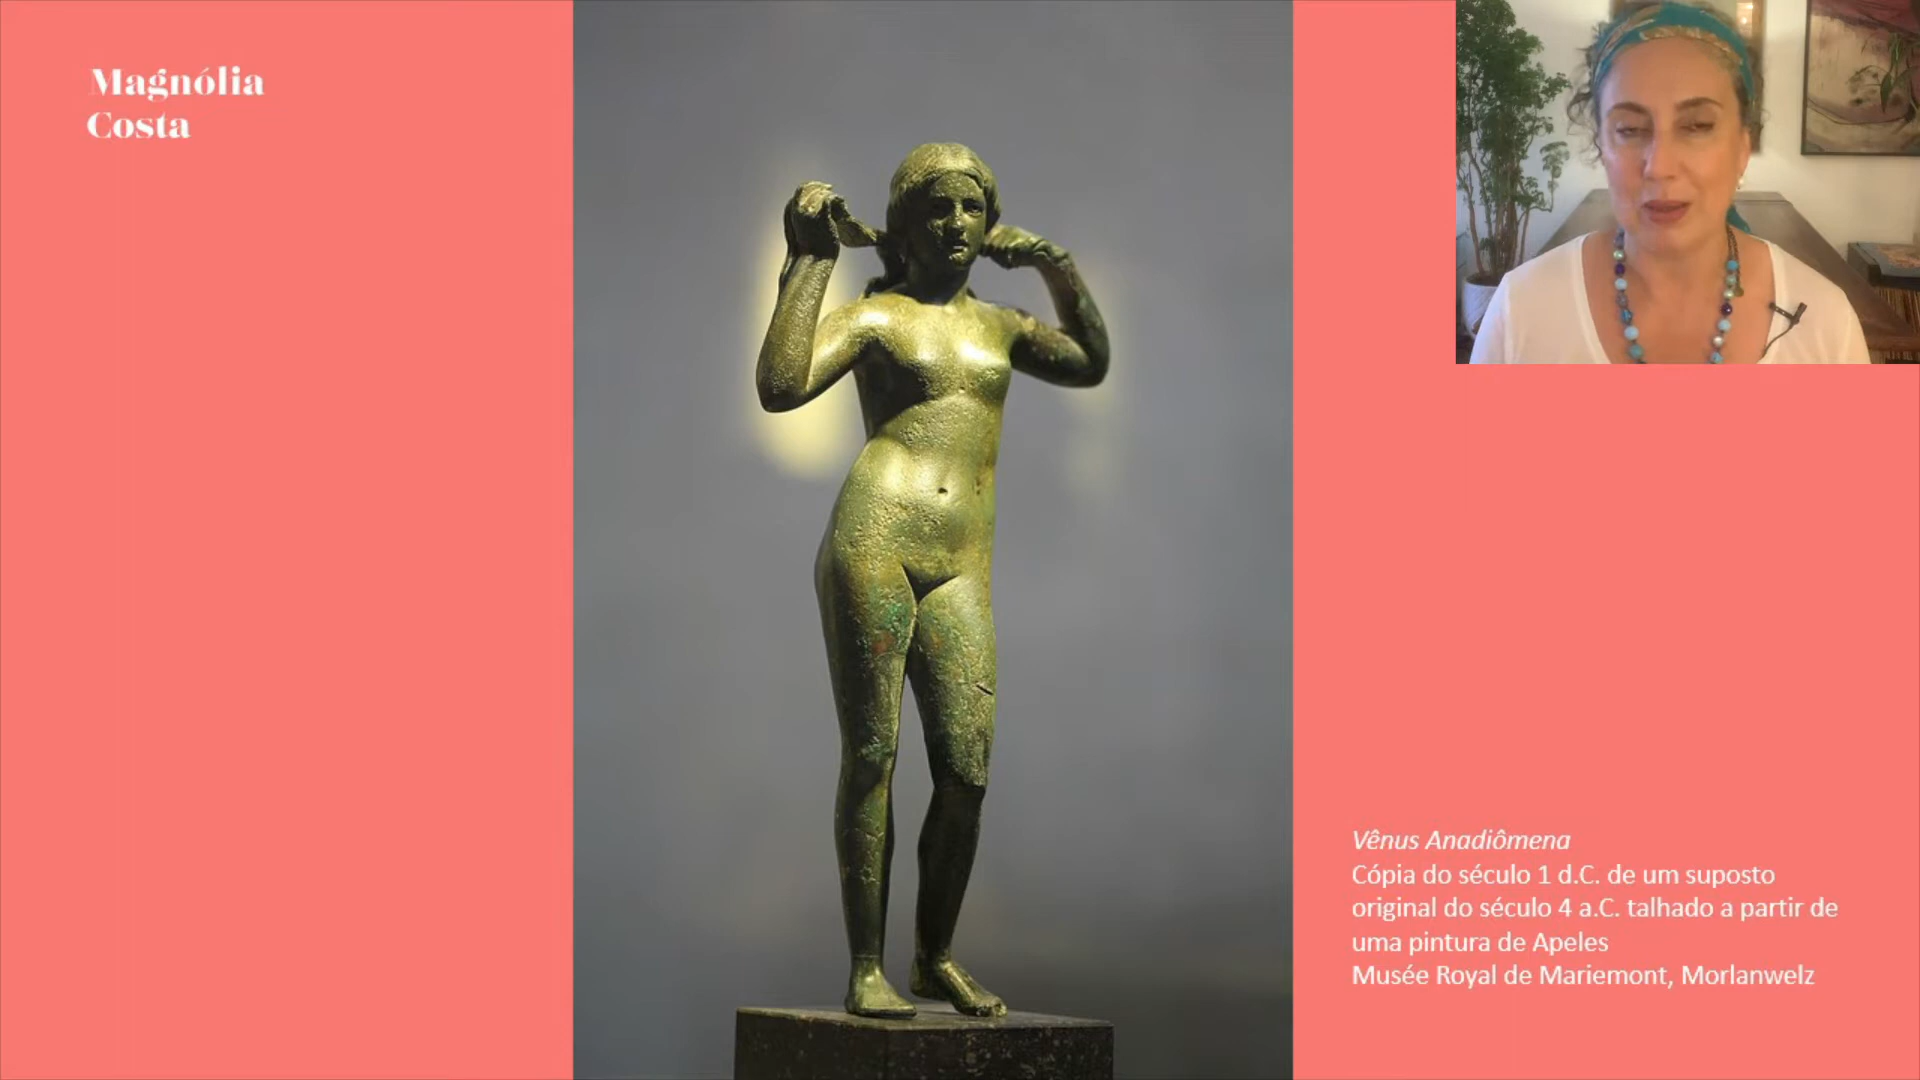 Magnólia
Costa
Vênus Anadiômena
Cópia do século 1 d.C. de um suposto
original do século 4 a.C. talhado a partir de
uma pintura de Apeles
Musée Royal de Mariemont, Morlanwelz